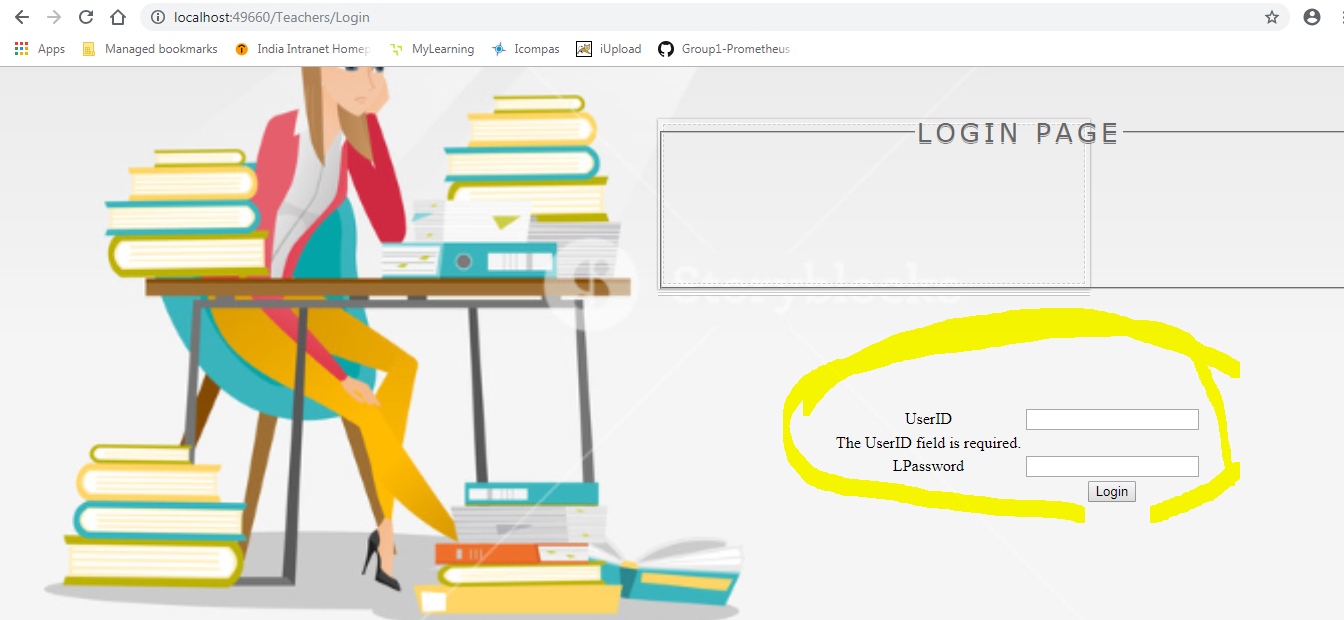 localhost:49660/Teachers/Login
Apps Managed bookmarks India Intranet Homep MyLearning Icompas iUpload Group1-Prometheus
LOGIN PAGE
Storyblocks
UserID
The UserID field is required.
LPassword
Login